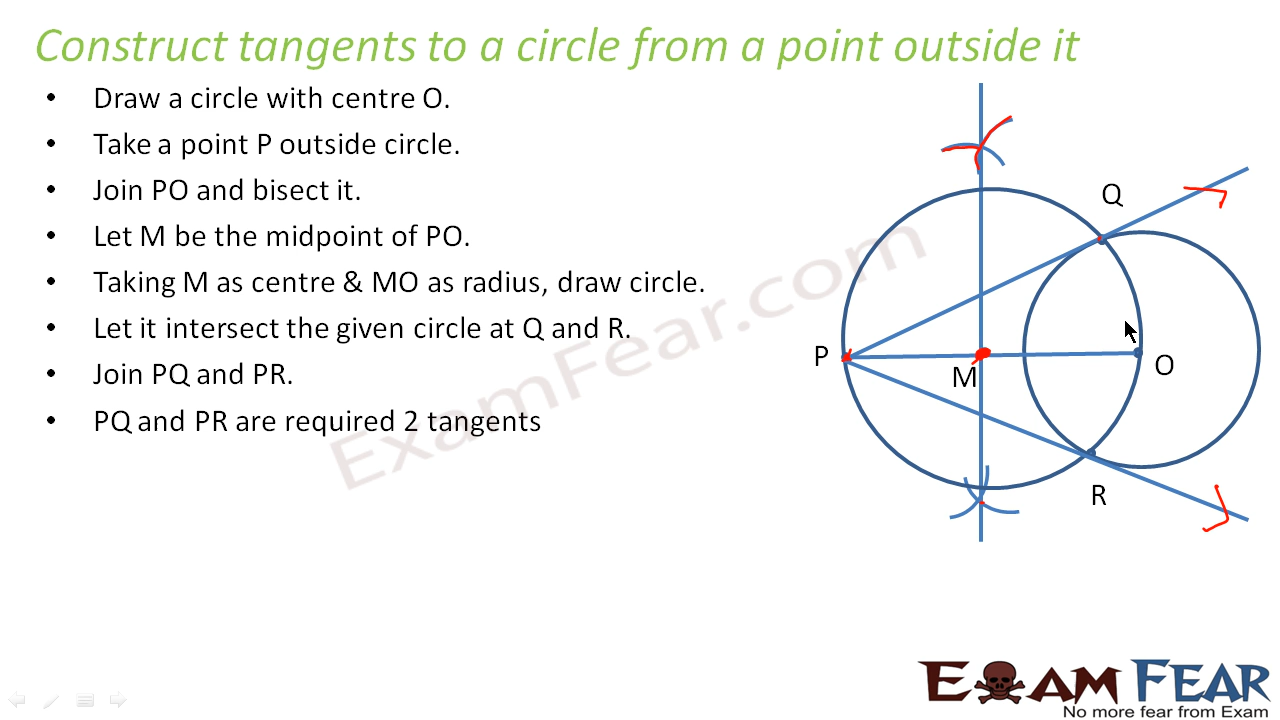 Construct tangents to a circle from a point outside it
• Draw a circle with centre O.
• Take a point P outside circle.
• Join PO and bisect it.
• Let M be the midpoint of PO.
• Taking M as centre & MO as radius, draw circle.
• Let it intersect the given circle at Q and R.
• Join PQ and PR.
• PQ and PR are required 2 tangents
Q
P
M
O
R
ExamFear.com
EXAM FEAR
No more fear from Exam